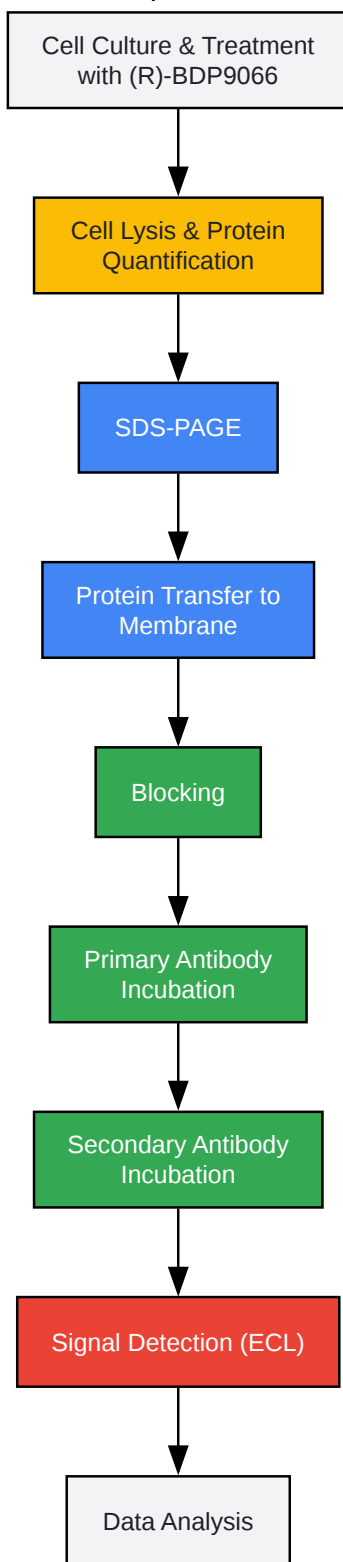 Cell Culture & Treatment
with (R)-BDP9066
Cell Lysis & Protein
Quantification
SDS-PAGE
Protein Transfer to
Membrane
Blocking
Primary Antibody
Incubation
Secondary Antibody
Incubation
Signal Detection (ECL)
Data Analysis